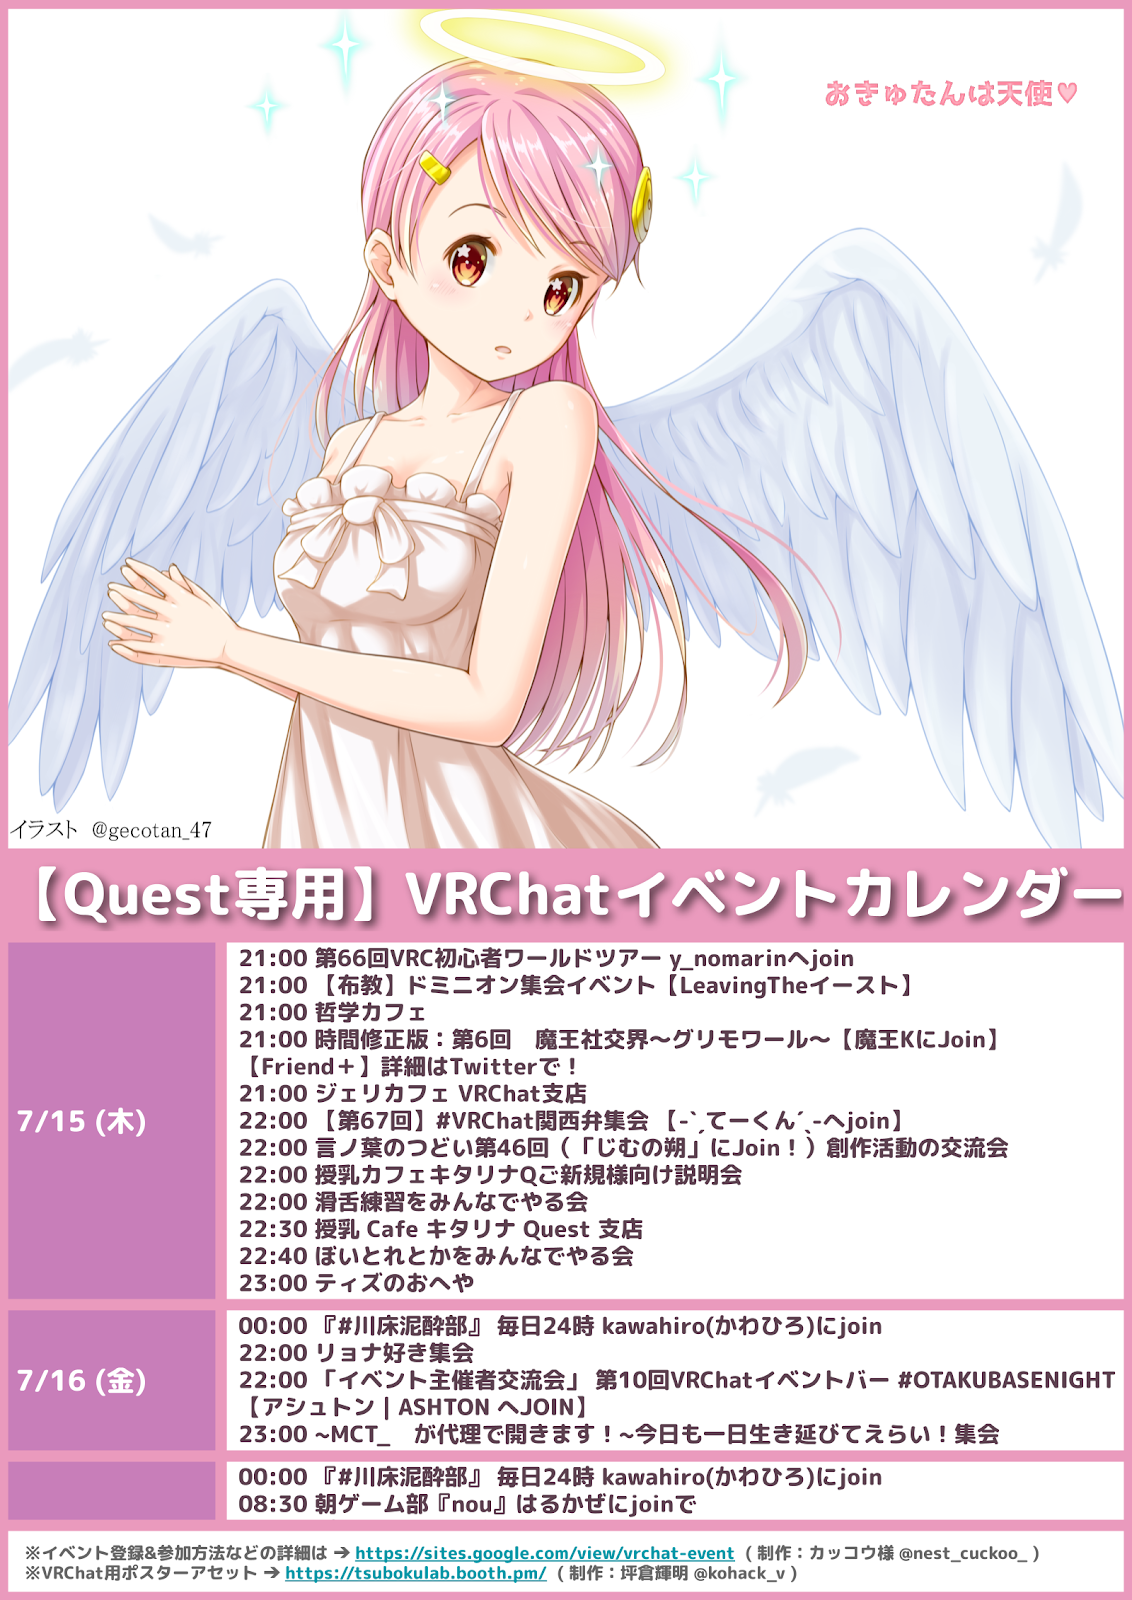 おきゅたんは天使♥
イラスト @gecotan_47
【Quest専用】VRChatイベントカレンダー
7/15 (木)
21:00 第66回VRC初心者ワールドツアー y_nomarinへjoin
21:00 【布教】ドミニオン集会イベント【LeavingTheイースト】
21:00 哲学カフェ
21:00 時間修正版：第6回　魔王社交界～グリモワール～【魔王KにJoin】
【Friend＋】詳細はTwitterで！
21:00 ジェリカフェ VRChat支店
22:00 【第67回】#VRChat関西弁集会 【-`ˏてーくん´ˎ-へjoin】
22:00 言ノ葉のつどい第46回（「じむの朔」にJoin！）創作活動の交流会
22:00 授乳カフェキタリナQご新規様向け説明会
22:00 滑舌練習をみんなでやる会
22:30 授乳 Cafe キタリナ Quest 支店
22:40 ぼいとれとかをみんなでやる会
23:00 ティズのおへや
7/16 (金)
00:00 『#川床泥酔部』 毎日24時 kawahiro(かわひろ)にjoin
22:00 リョナ好き集会
22:00 「イベント主催者交流会」 第10回VRChatイベントバー #OTAKUBASENIGHT
【アシュトン | ASHTON へJOIN】
23:00 ~MCT_　が代理で開きます！~今日も一日生き延びてえらい！集会
00:00 『#川床泥酔部』 毎日24時 kawahiro(かわひろ)にjoin
08:30 朝ゲーム部『nou』はるかぜにjoinで
※イベント登録&参加方法などの詳細は ➔ https://sites.google.com/view/vrchat-event ( 制作：カッコウ様 @nest_cuckoo_ )
※VRChat用ポスターアセット ➔ https://tsubokulab.booth.pm/ ( 制作：坪倉輝明 @kohack_v )